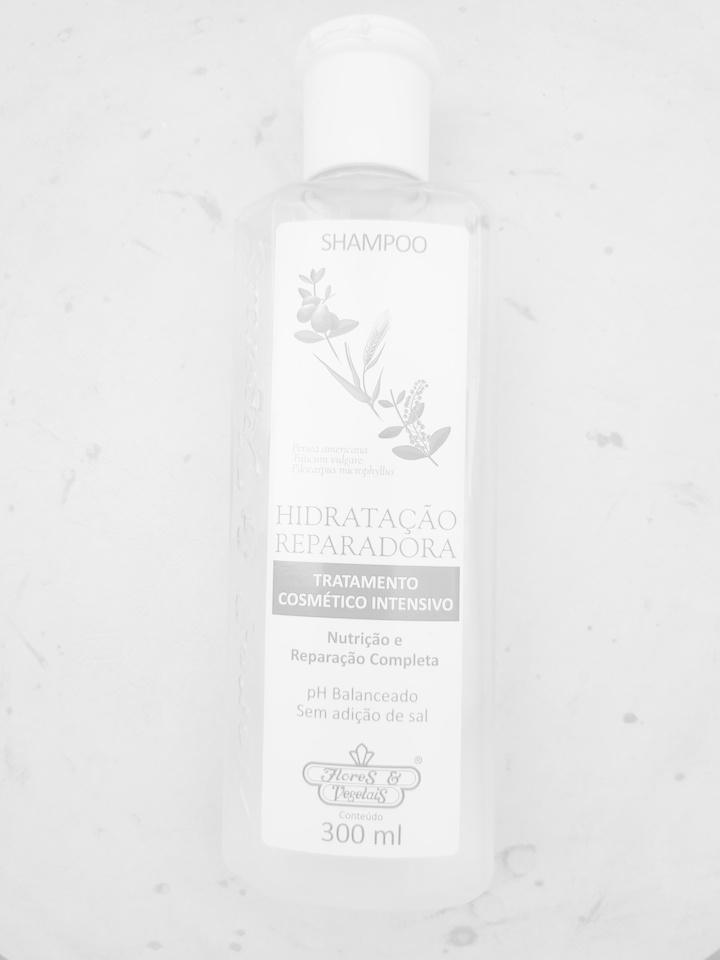 SHAMPOO
Persea americana
Triticum vulgare
Pilocarpus microphyllus
HIDRATAÇÃO
REPARADORA
TRATAMENTO
COSMÉTICO INTENSIVO
Nutrição e
Reparação Completa
pH Balanceado
Sem adição de sal
Flores &
Vegetais
®
Conteúdo
300 ml